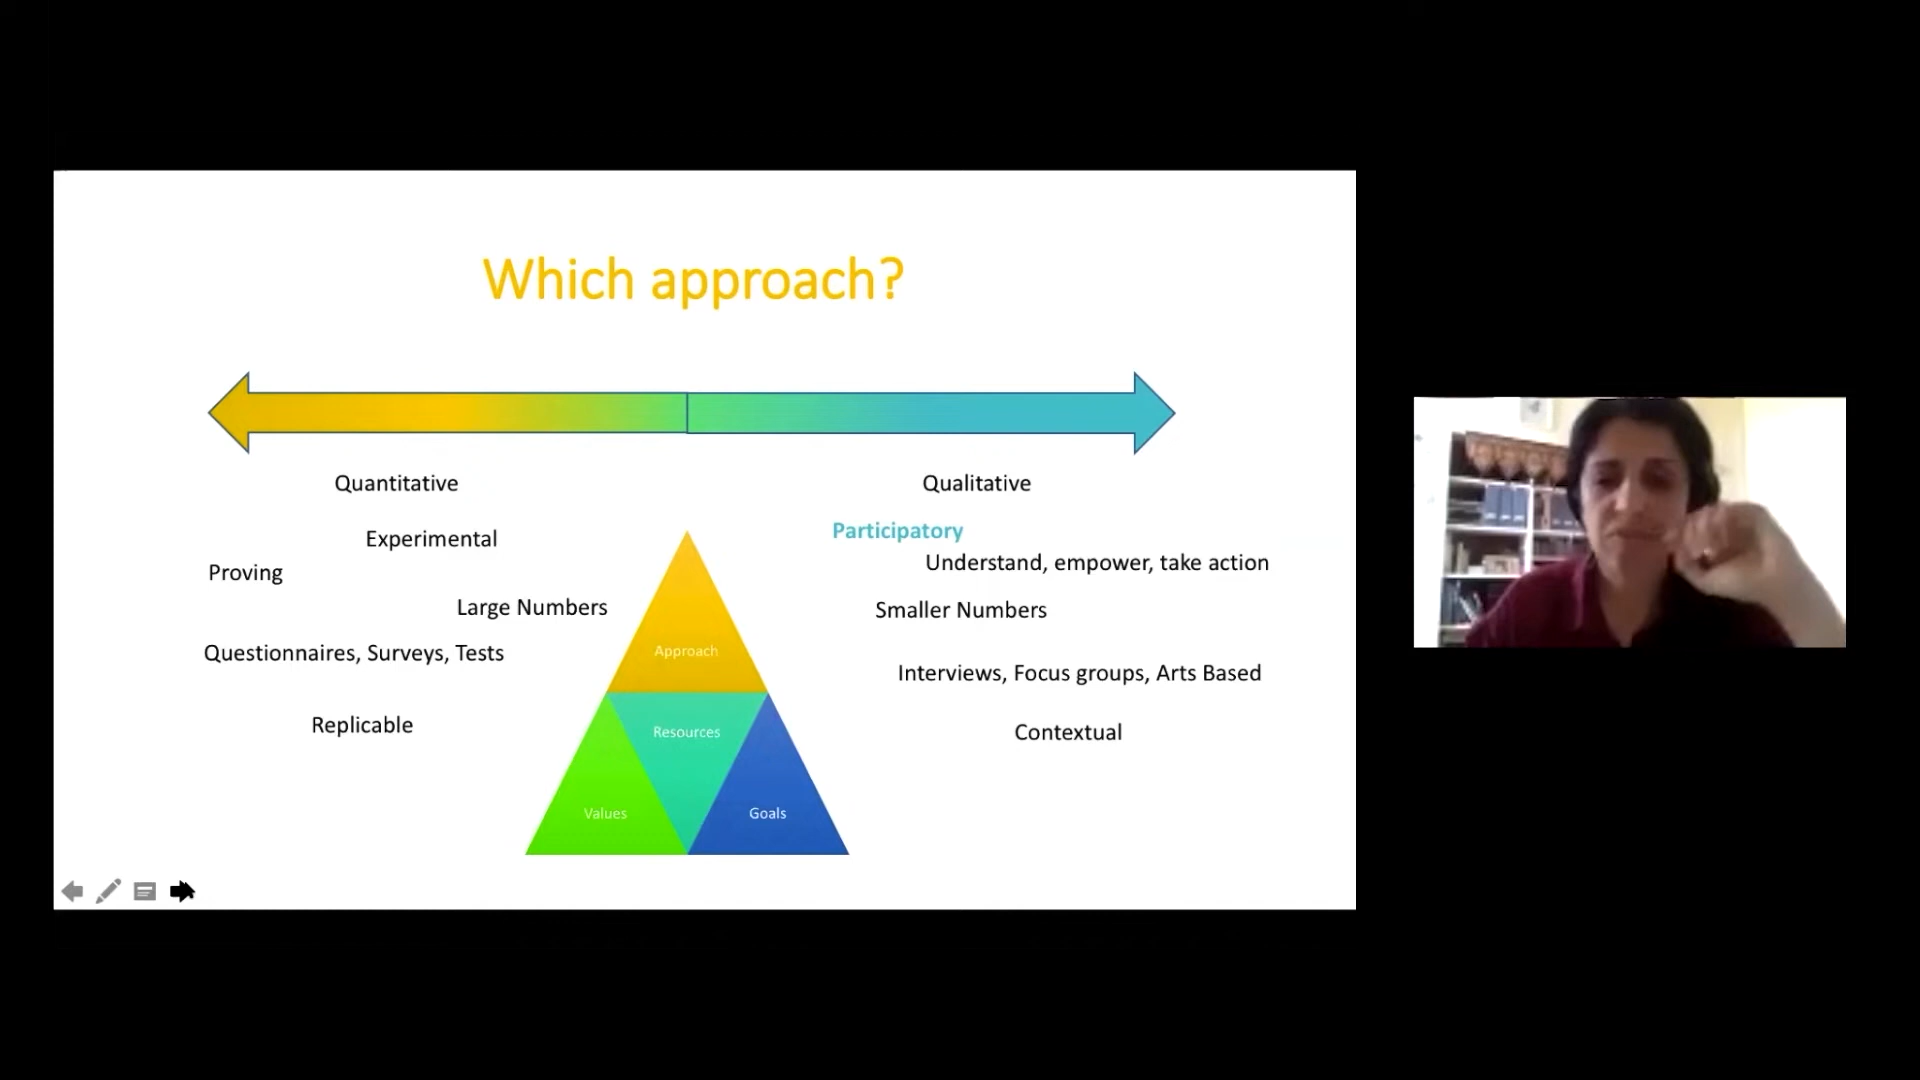 Which approach?
Quantitative
Qualitative
Participatory
Experimental
Understand, empower, take action
Proving
Large Numbers
Smaller Numbers
Questionnaires, Surveys, Tests
Approach
Interviews, Focus groups, Arts Based
Replicable
Resources
Contextual
Values
Goals